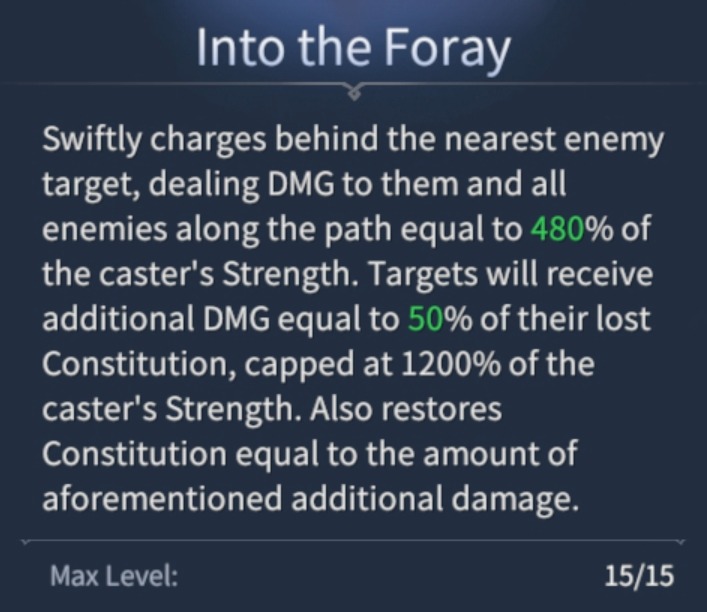 Into the Foray
Swiftly charges behind the nearest enemy
target, dealing DMG to them and all
enemies along the path equal to 480% of
the caster's Strength. Targets will receive
additional DMG equal to 50% of their lost
Constitution, capped at 1200% of the
caster's Strength. Also restores
Constitution equal to the amount of
aforementioned additional damage.
Max Level: 15/15